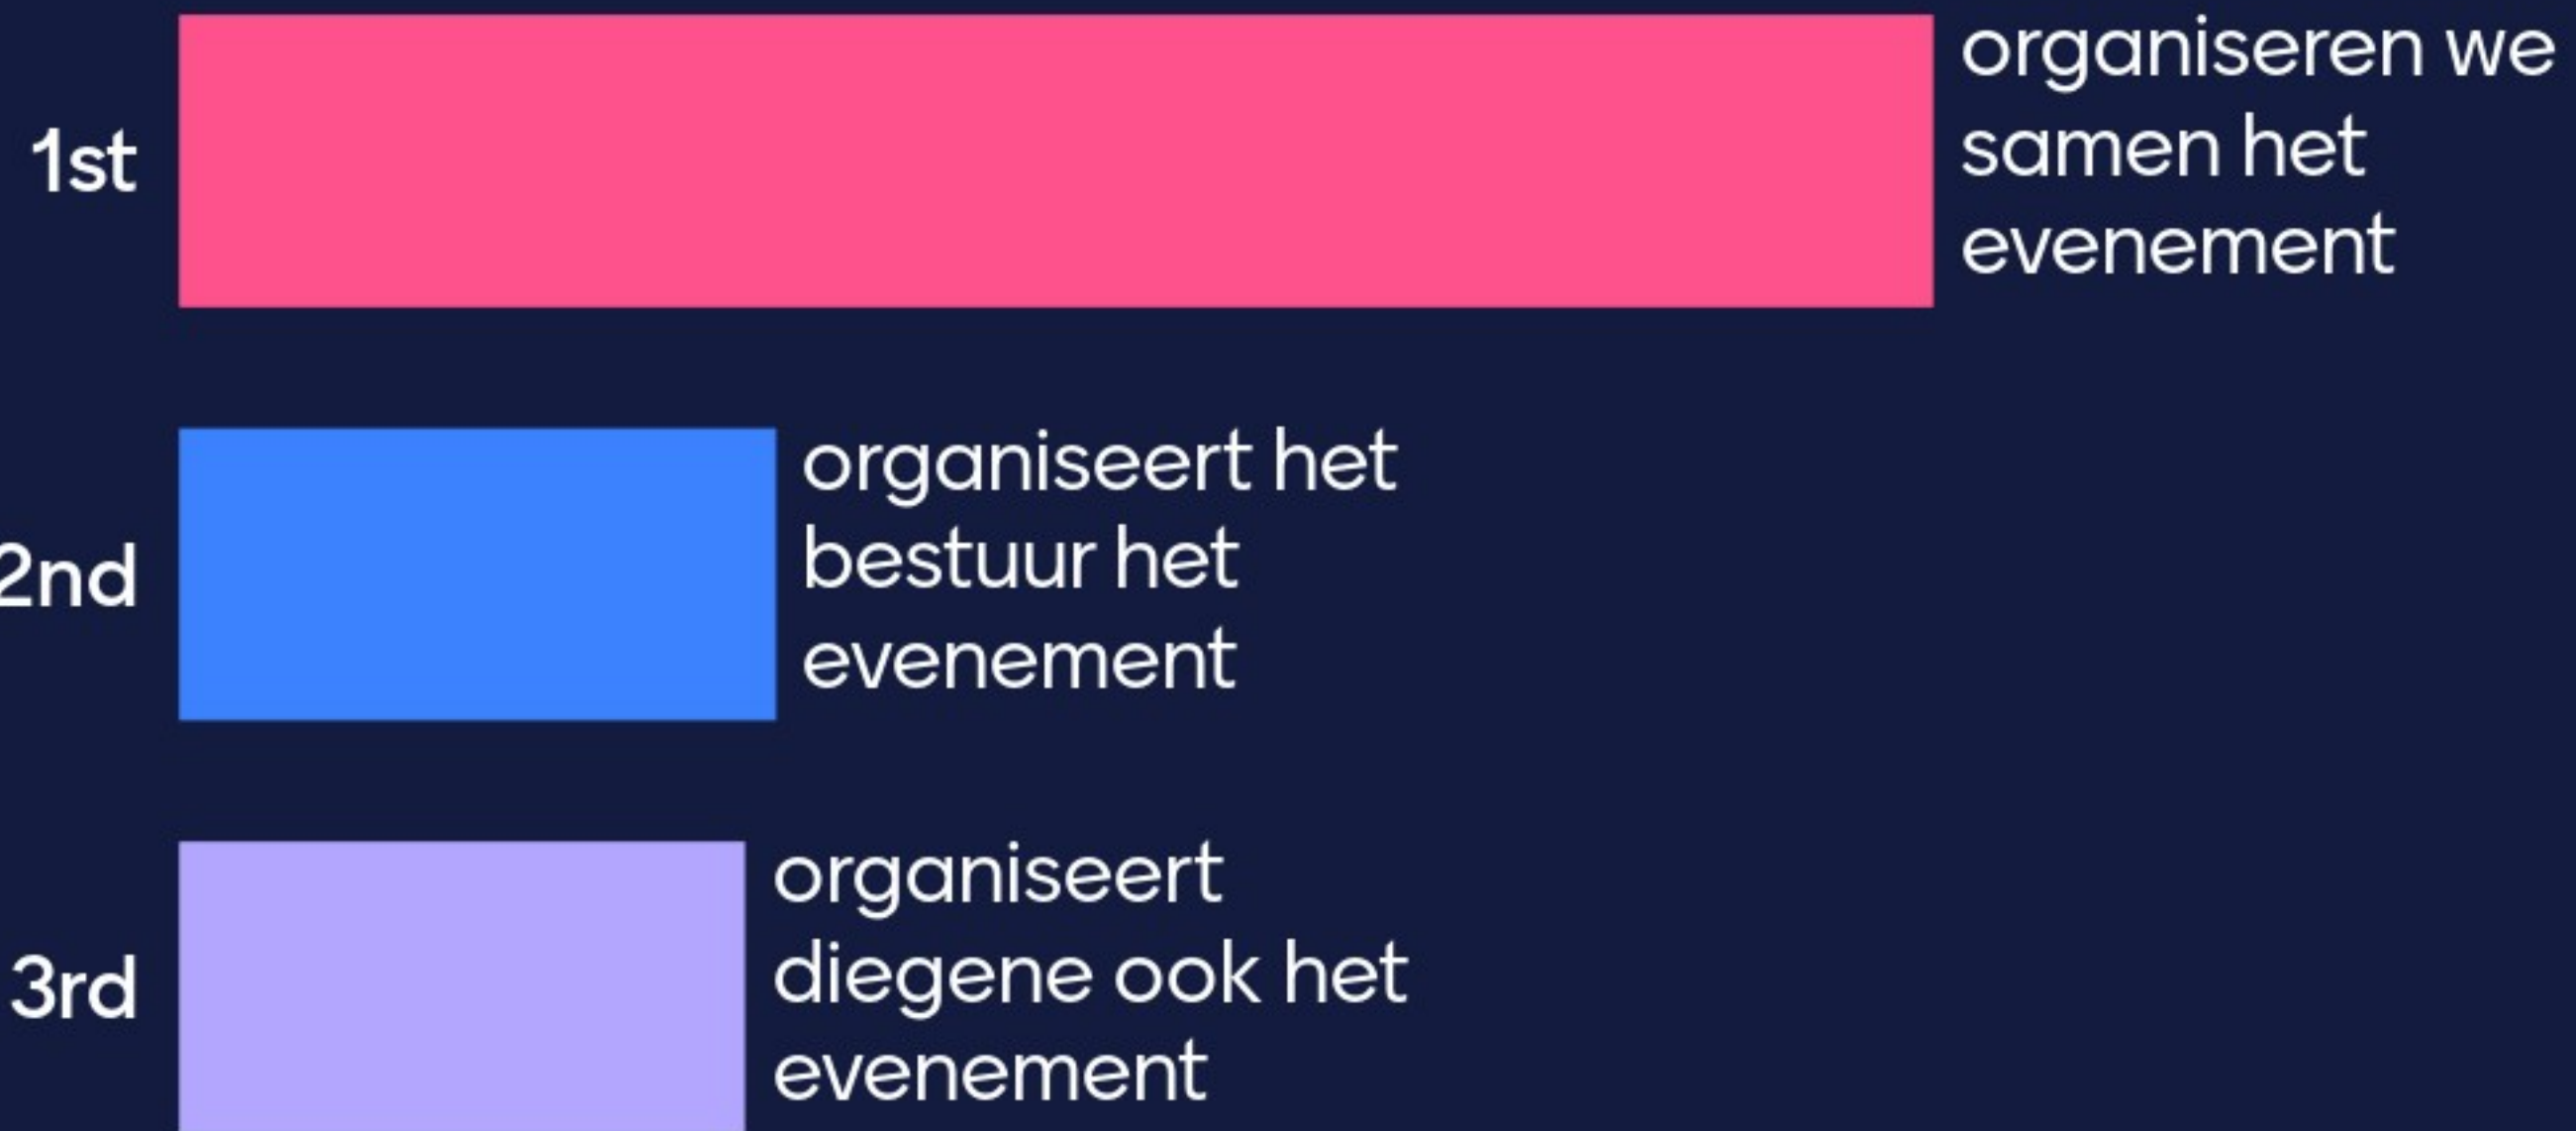 organiseren we
samen het
evenement
1st
organiseert het
bestuur het
evenement
2nd
organiseert
diegene ook het
evenement
3rd